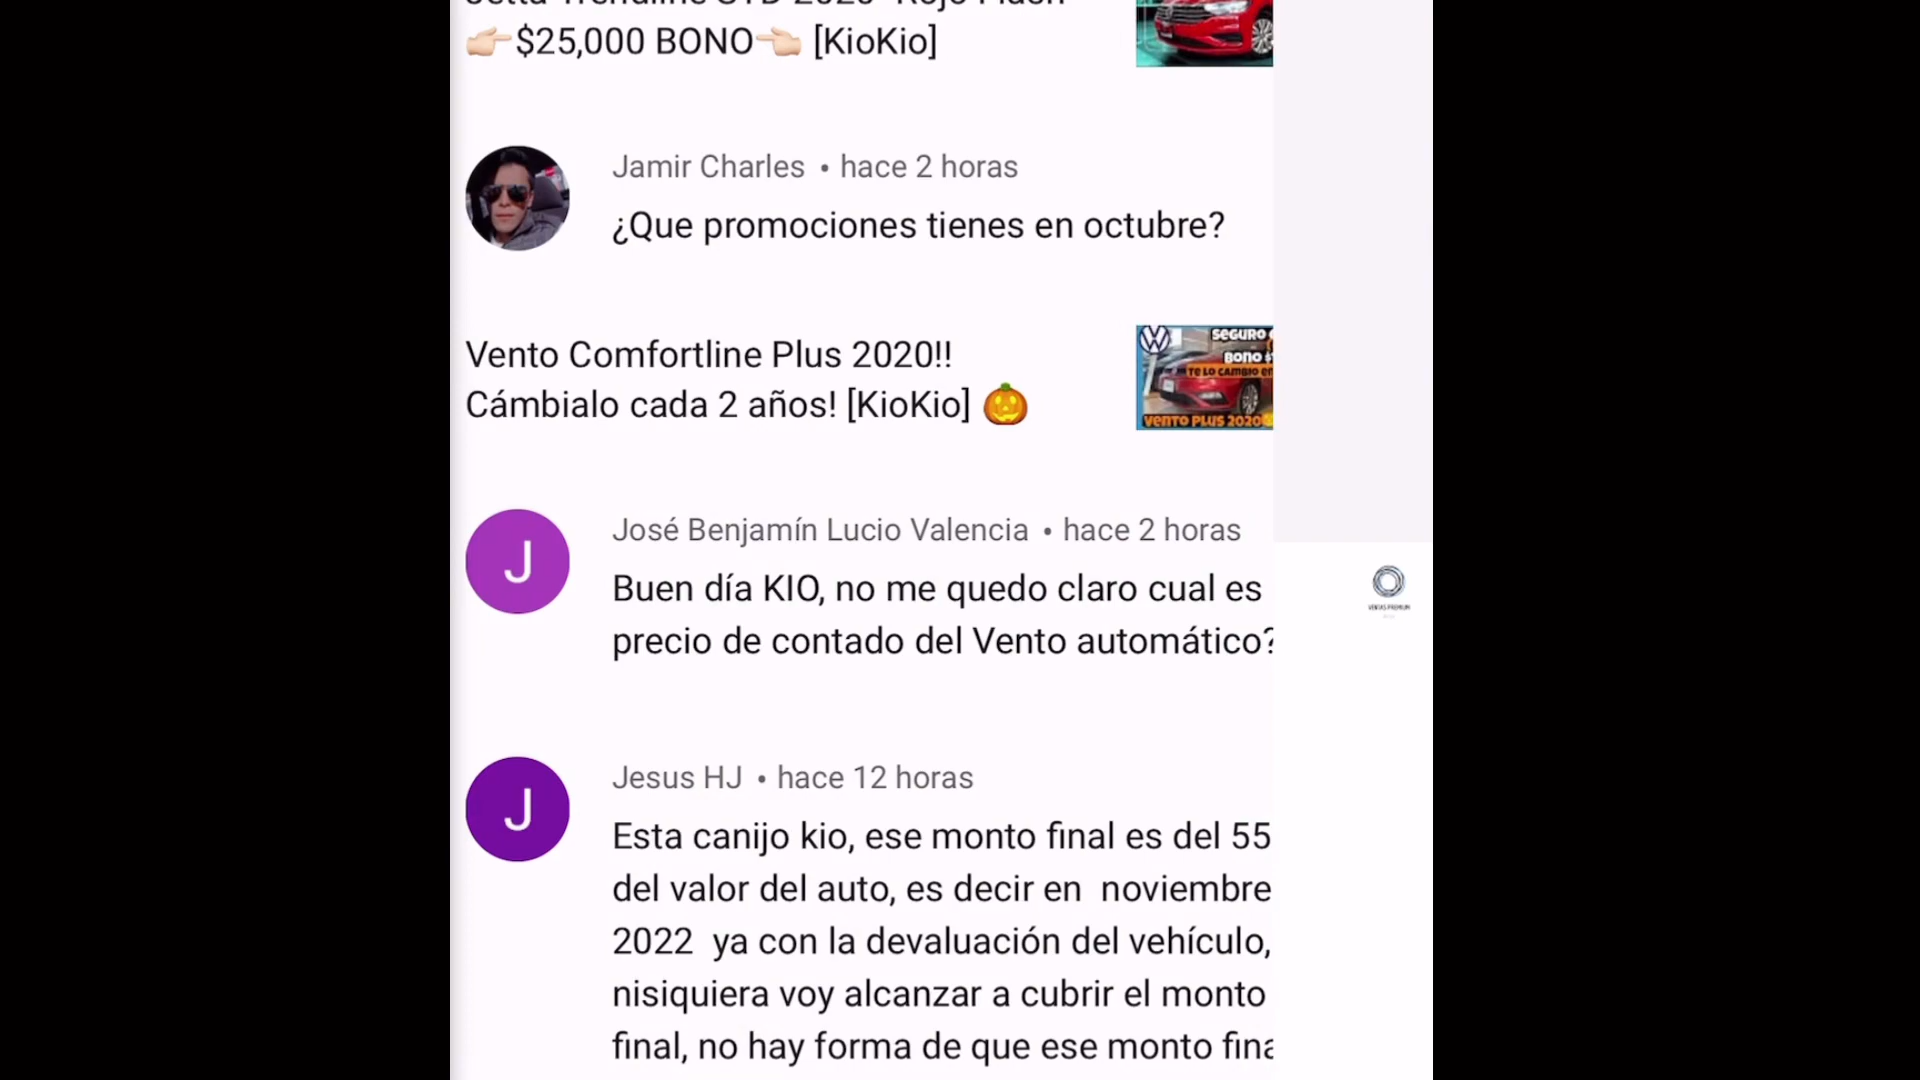 👉🏻$25,000 BONO👈🏻 [KioKio]
Jamir Charles • hace 2 horas
¿Que promociones tienes en octubre?
Vento Comfortline Plus 2020!!
Cámbialo cada 2 años! [KioKio] 🎃
SEGURO
BONO $
TE LO CAMBIO EN
VENTO PLUS 2020
J
José Benjamín Lucio Valencia • hace 2 horas
Buen día KIO, no me quedo claro cual es
precio de contado del Vento automático?
VENTAS PREMIUM
J
Jesus HJ • hace 12 horas
Esta canijo kio, ese monto final es del 55
del valor del auto, es decir en  noviembre
2022  ya con la devaluación del vehículo,
nisiquiera voy alcanzar a cubrir el monto
final, no hay forma de que ese monto fina